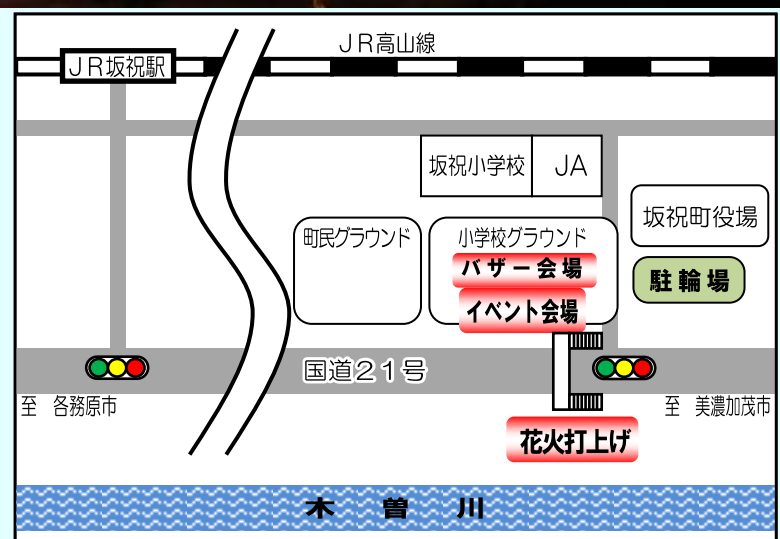 JR高山線
JR坂祝駅
坂祝小学校
JA
坂祝町役場
町民グラウンド
小学校グラウンド
バザー会場
駐輪場
イベント会場
国道21号
至 各務原市
至 美濃加茂市
花火打上げ
木曽川